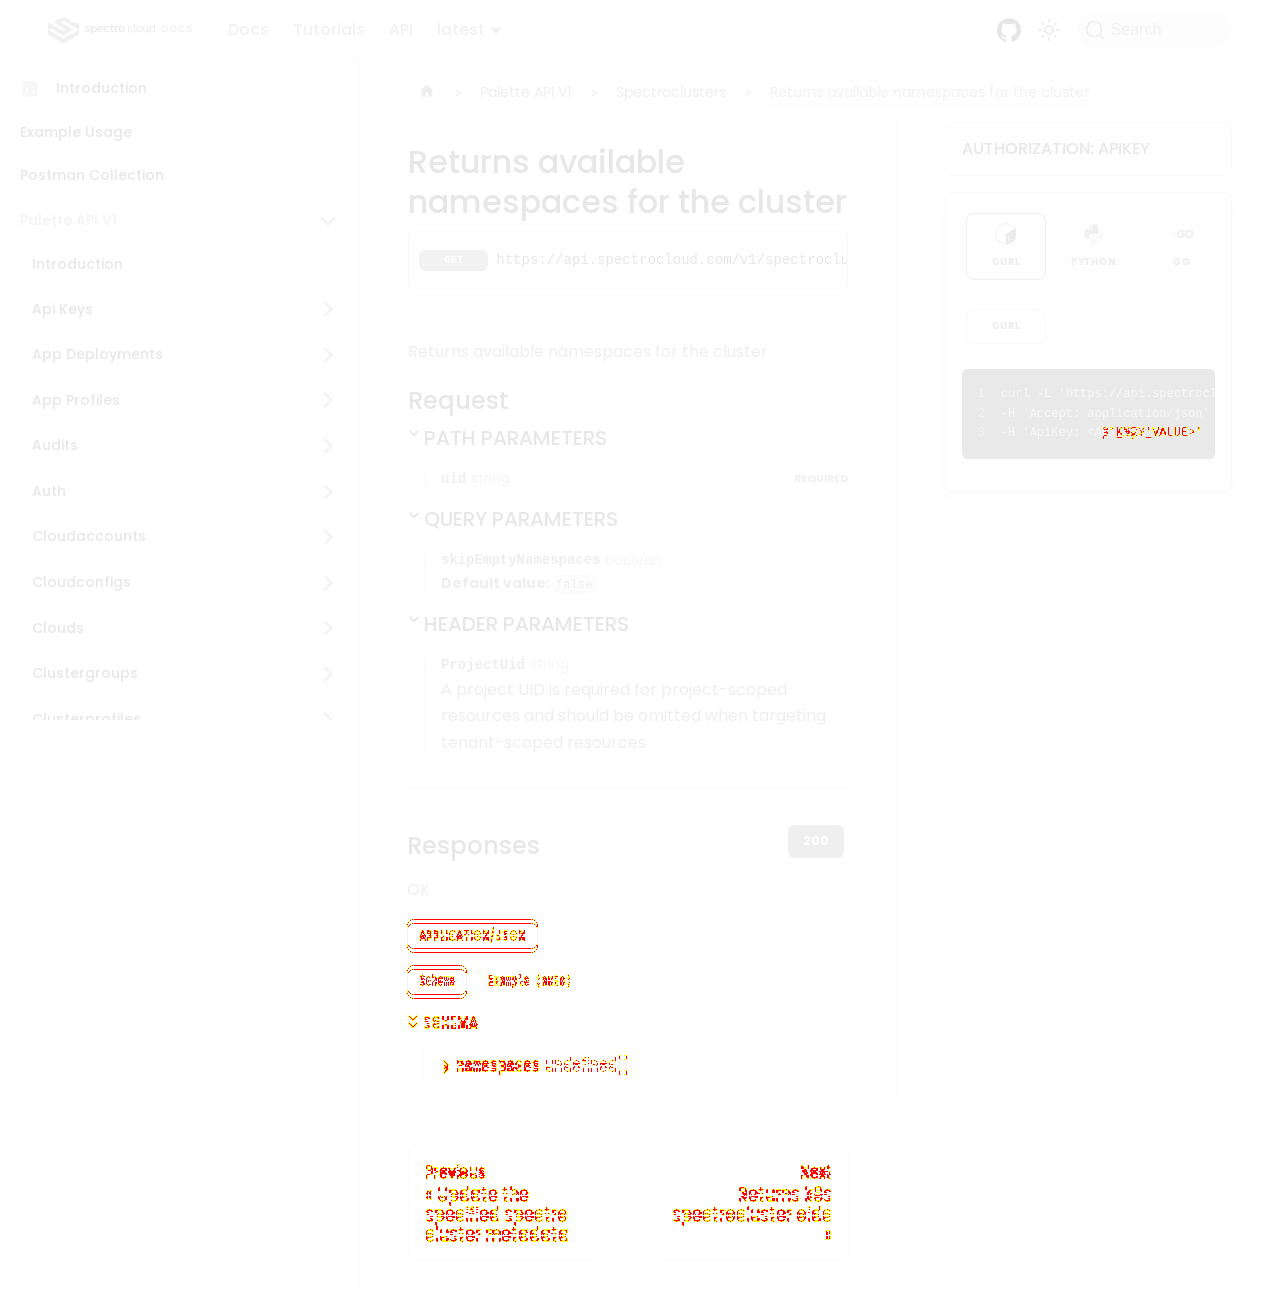 spectro cloud DOCS Docs Tutorials API latest Search
Introduction
Example Usage
Postman Collection
Palette API V1
Introduction
Api Keys
App Deployments
App Profiles
Audits
Auth
Cloudaccounts
Cloudconfigs
Clouds
Clustergroups
Clusterprofiles
Palette API V1 Spectroclusters Returns available namespaces for the cluster
Returns available
namespaces for the cluster
GET https://api.spectrocloud.com/v1/spectroclu
Returns available namespaces for the cluster
Request
PATH PARAMETERS
uid string REQUIRED
QUERY PARAMETERS
skipEmptyNamespaces boolean
Default value: false
HEADER PARAMETERS
ProjectUid string
A project UID is required for project-scoped
resources and should be omitted when targeting
tenant-scoped resources
Responses 200
OK
APPLICATION/JSON
Schema Example (auto)
SCHEMA
namespaces undefined[]
Previous
« Update the
specified spectro
cluster metadata
Next
Returns k8s
spectrocluster oidc
»
AUTHORIZATION: APIKEY
CURL PYTHON GO
CURL
1 curl -L 'https://api.spectrocl
2 -H 'Accept: application/json'
3 -H 'ApiKey: